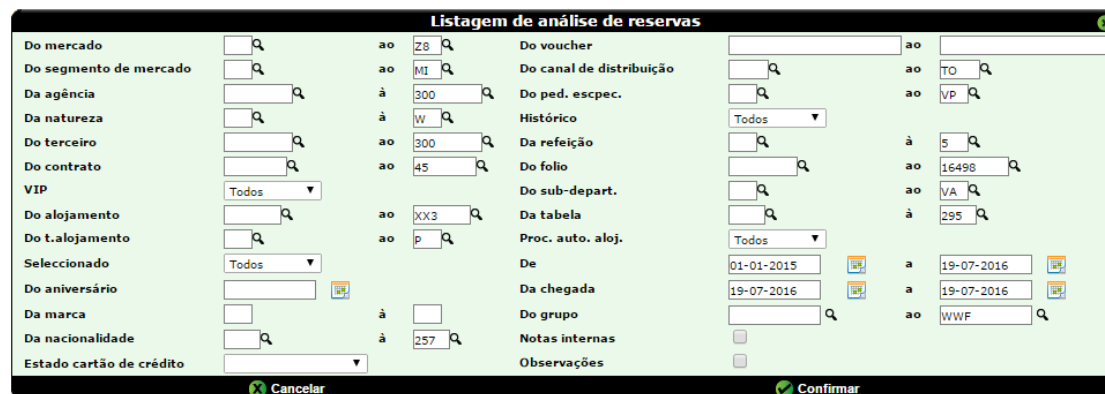 Listagem de análise de reservas
Do mercado ao Z8 Do voucher ao
Do segmento de mercado ao MI Do canal de distribuição ao TO
Da agência à 300 Do ped. escpec. ao VP
Da natureza à W Histórico Todos
Do terceiro ao 300 Da refeição à 5
Do contrato ao 45 Do folio ao 16498
VIP Todos Do sub-depart. ao VA
Do alojamento ao XX3 Da tabela à 295
Do t.alojamento ao P Proc. auto. aloj. Todos
Seleccionado Todos De 01-01-2015 a 19-07-2016
Do aniversário Da chegada 19-07-2016 a 19-07-2016
Da marca à Do grupo ao WWF
Da nacionalidade à 257 Notas internas
Estado cartão de crédito Observações
Cancelar Confirmar